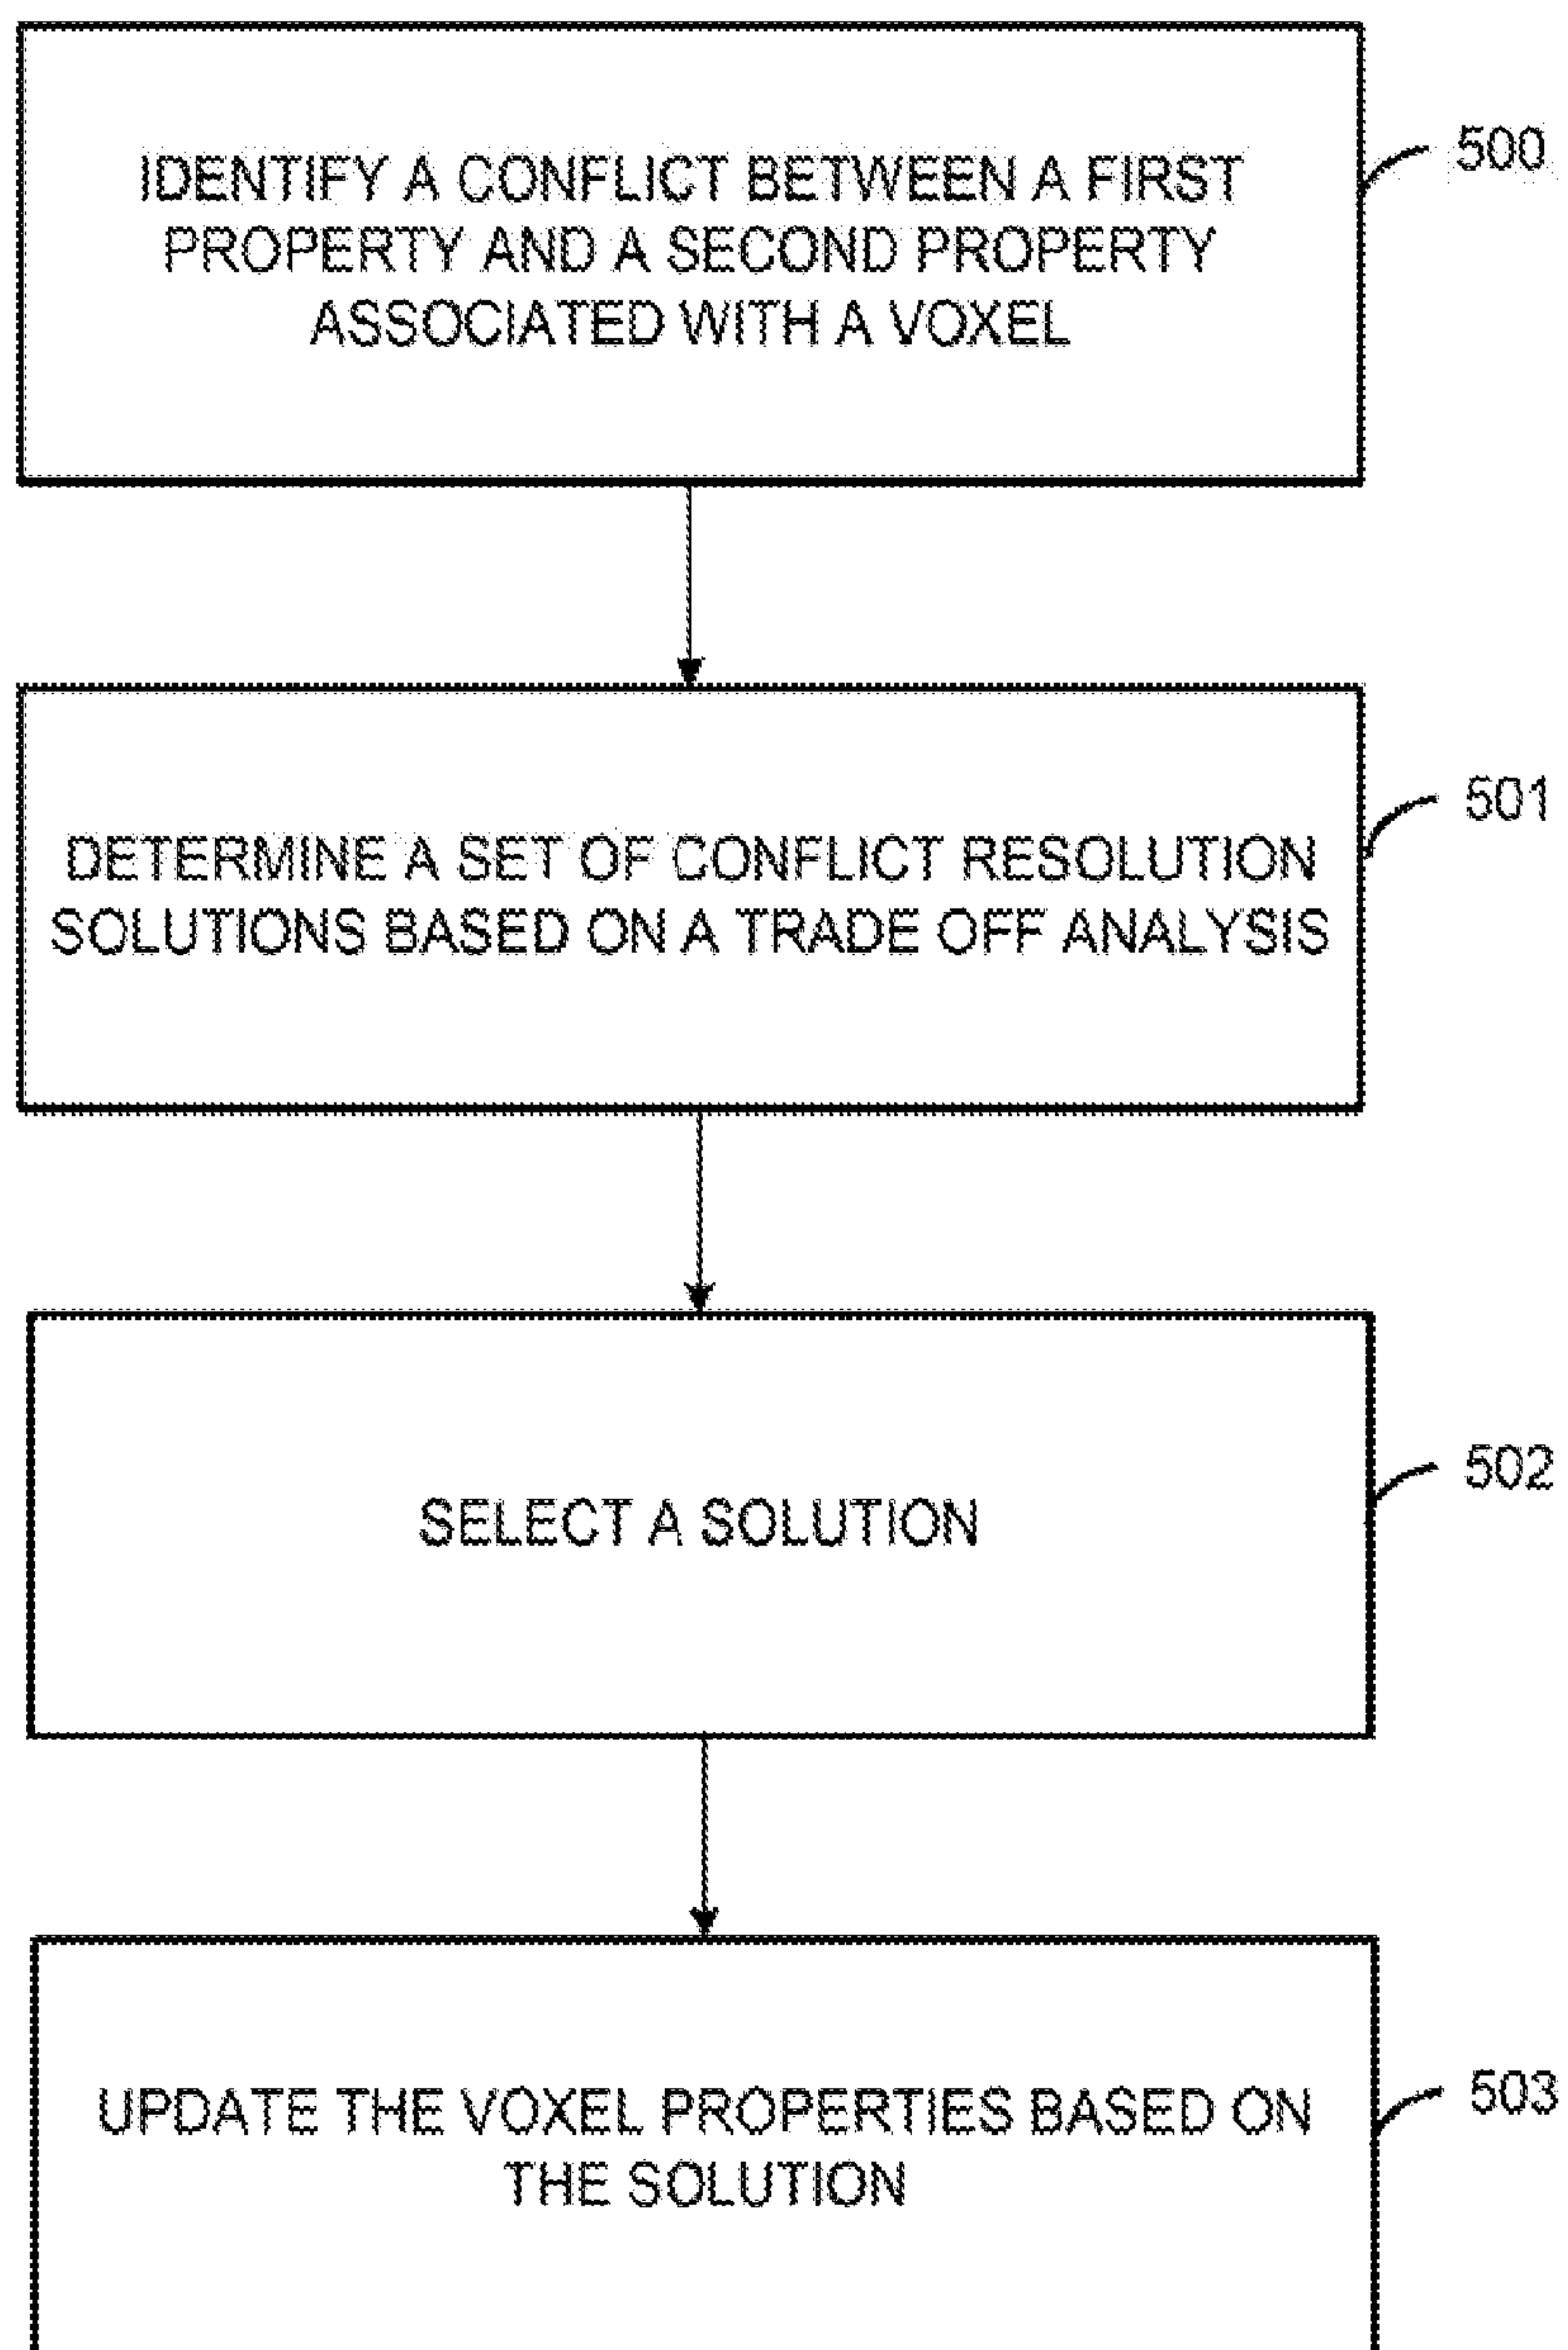 IDENTIFY A CONFLICT BETWEEN A FIRST
PROPERTY AND A SECOND PROPERTY
ASSOCIATED WITH A VOXEL
500
DETERMINE A SET OF CONFLICT RESOLUTION
SOLUTIONS BASED ON A TRADE OFF ANALYSIS
501
SELECT A SOLUTION
502
UPDATE THE VOXEL PROPERTIES BASED ON
THE SOLUTION
503